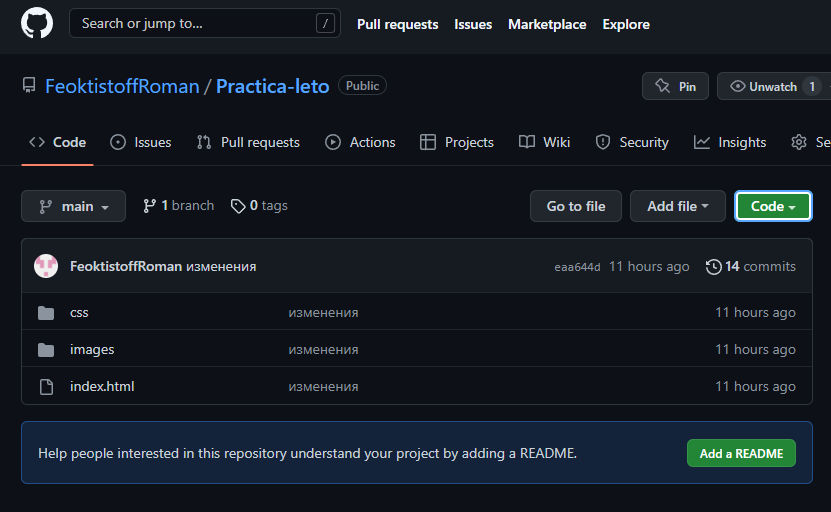 Search or jump to... / Pull requests Issues Marketplace Explore
FeoktistoffRoman / Practica-leto Public Pin Unwatch 1
Code Issues Pull requests Actions Projects Wiki Security Insights Se
main 1 branch 0 tags Go to file Add file Code
FeoktistoffRoman изменения eaa644d 11 hours ago 14 commits
css изменения 11 hours ago
images изменения 11 hours ago
index.html изменения 11 hours ago
Help people interested in this repository understand your project by adding a README. Add a README